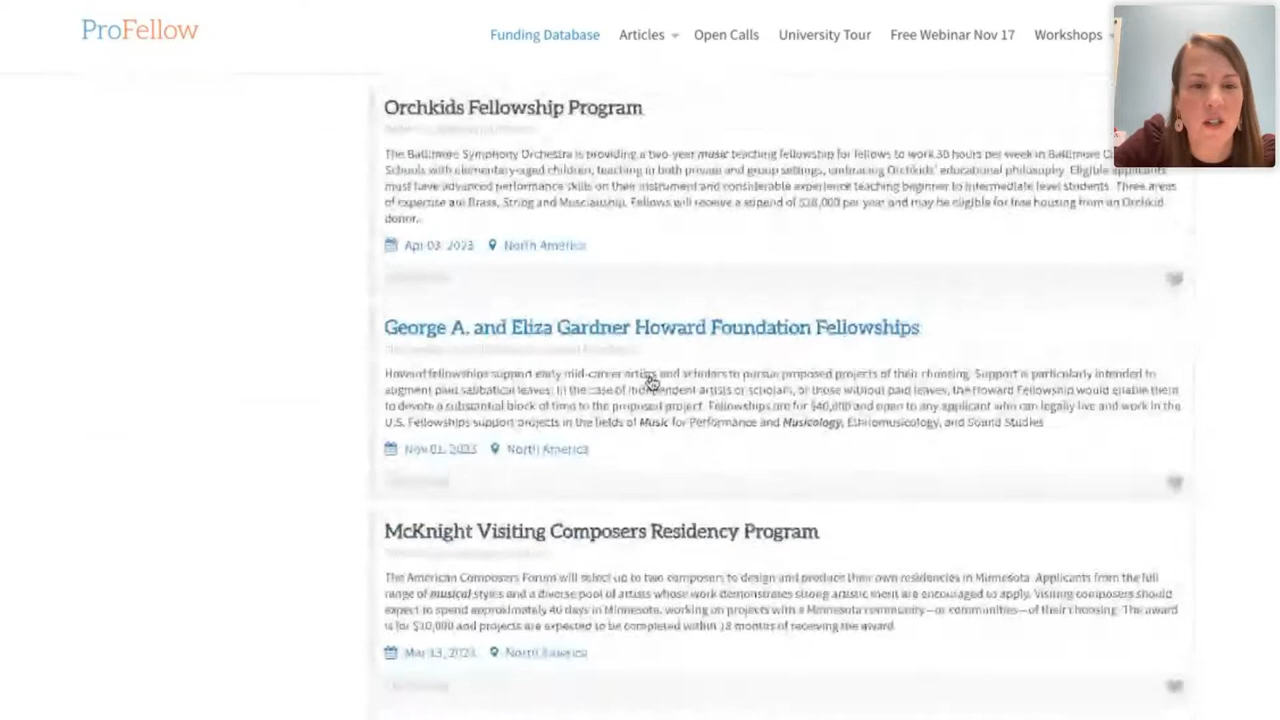 ProFellow
Funding Database Articles Open Calls University Tour Free Webinar Nov 17 Workshops
Orchkids Fellowship Program
The Baltimore Symphony Orchestra is providing a two-year music teaching fellowship for fellows to work 30 hours per week in Baltimore
Schools with elementary-aged children, teaching in both private and group settings, embracing Orchkids' educational philosophy. Eligible applicants
must have advanced performance skills on their instrument and considerable experience teaching beginner to intermediate level students. Three areas
of expertise are Brass, String and Musicianship. Fellows will receive a stipend of per year and may be eligible for free housing from an Orchkid
donor.
Apr 03, 2023 North America
George A. and Eliza Gardner Howard Foundation Fellowships
Howard fellowships support early mid-career artists and scholars to pursue proposed projects of their choosing. Support is particularly intended to
augment paid sabbatical leaves. In the case of independent artists or scholars, or those without paid leaves, the Howard Fellowship would enable them
to devote a substantial block of time to the proposed project. Fellowships are for $40,000 and open to any applicant who can legally live and work in the
U.S. Fellowships support projects in the fields of Music for Performance and Musicology, Ethnomusicology, and Sound Studies
Nov 01, 2023 North America
McKnight Visiting Composers Residency Program
The American Composers Forum will select up to two composers to design and produce their own residencies in Minnesota. Applicants from the full
range of musical styles and a diverse pool of artists whose work demonstrates strong artistic merit are encouraged to apply. Visiting composers should
expect to spend approximately 40 days in Minnesota, working on projects with a Minnesota community—or communities—of their choosing. The award
is for $10,000 and projects are expected to be completed within 18 months of receiving the award.
Mar 13, 2023 North America